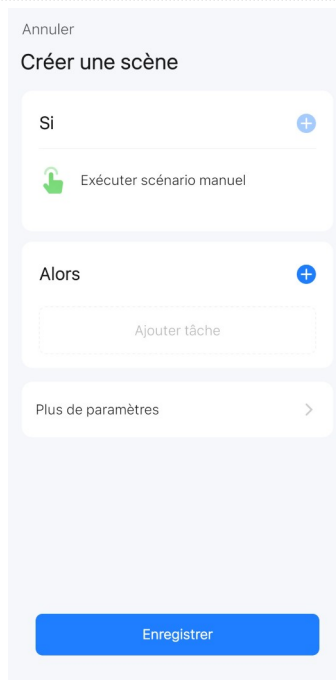 Annuler
Créer une scène
Si
Exécuter scénario manuel
Alors
Ajouter tâche
Plus de paramètres
Enregistrer